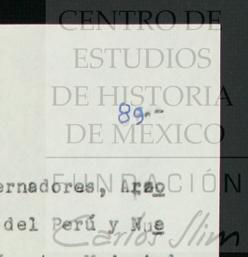 CENTRO DE
ESTUDIOS
DE HISTORIA
DE MÉXICO
89.-
FUNDACIÓN
ernadores, Arzo
del Perú y Nue
Carlos Slim